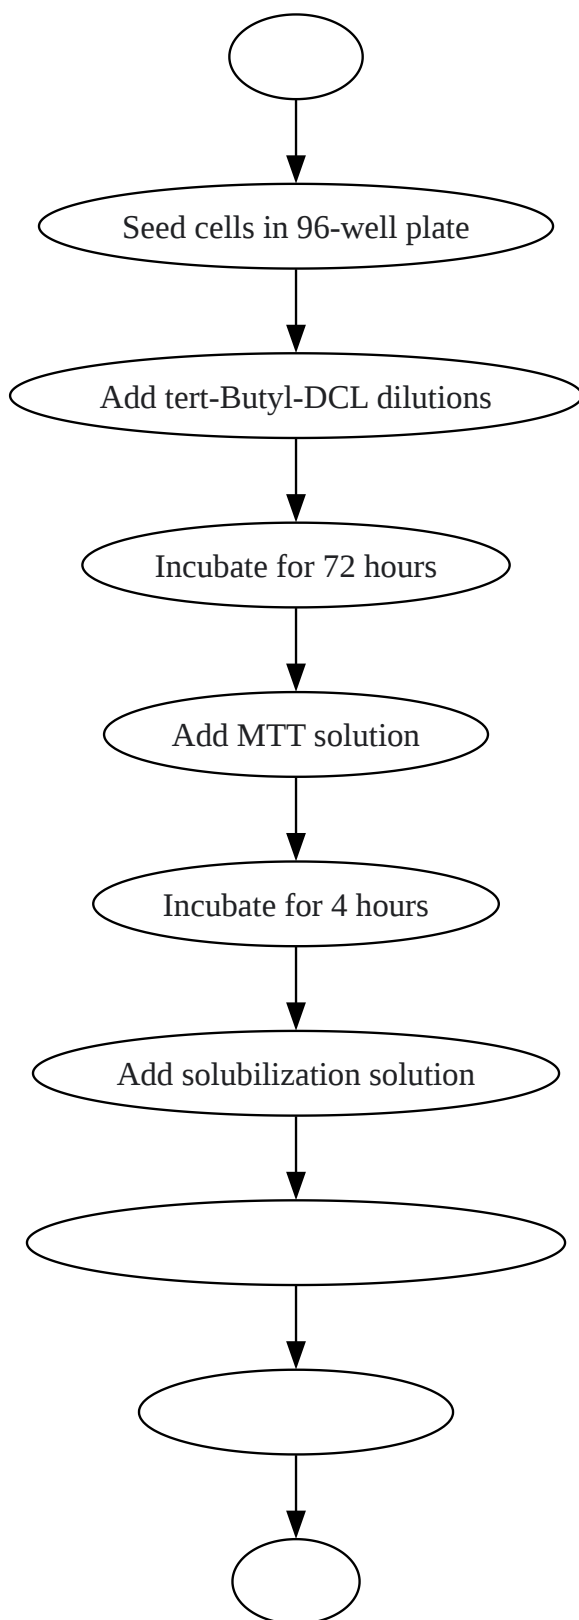 Seed cells in 96-well plate
Add tert-Butyl-DCL dilutions
Incubate for 72 hours
Add MTT solution
Incubate for 4 hours
Add solubilization solution